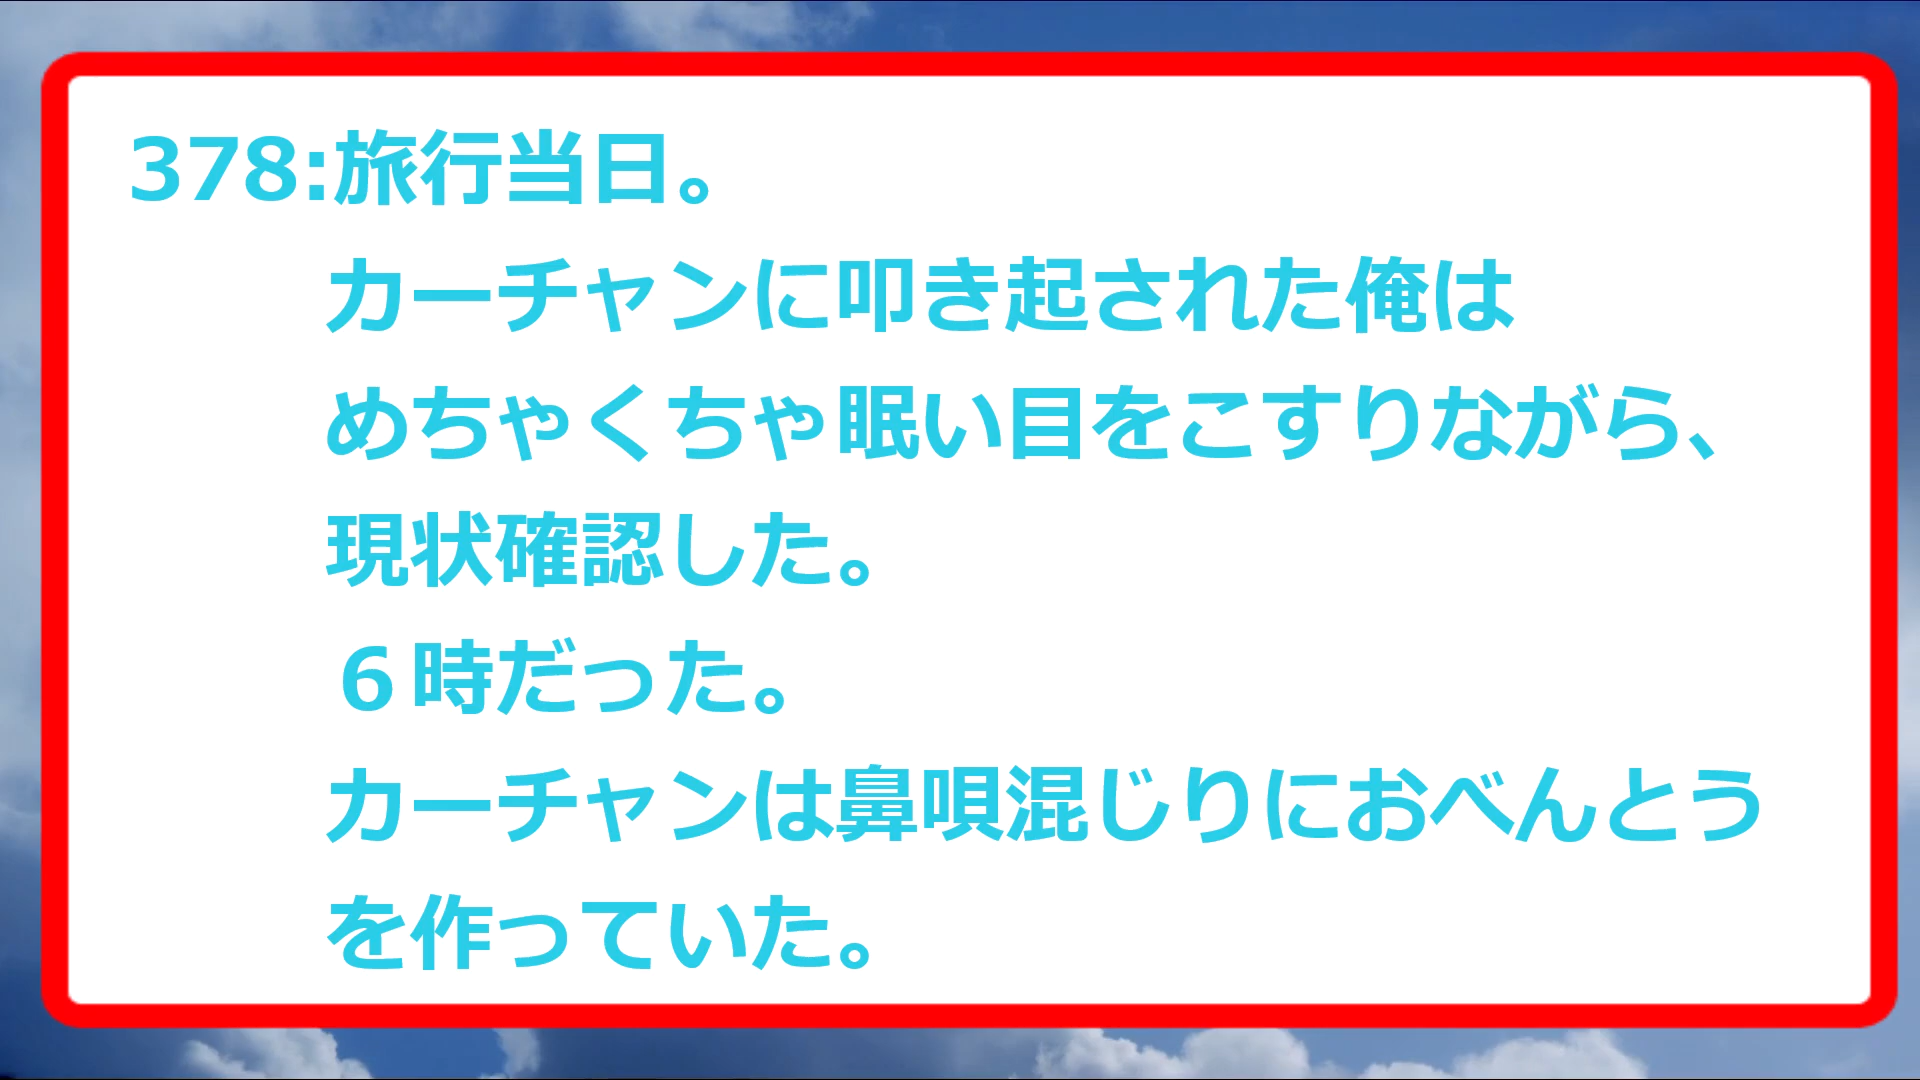 378:旅行当日。
カーチャンに叩き起された俺は
めちゃくちゃ眠い目をこすりながら、
現状確認した。
６時だった。
カーチャンは鼻唄混じりにおべんとう
を作っていた。